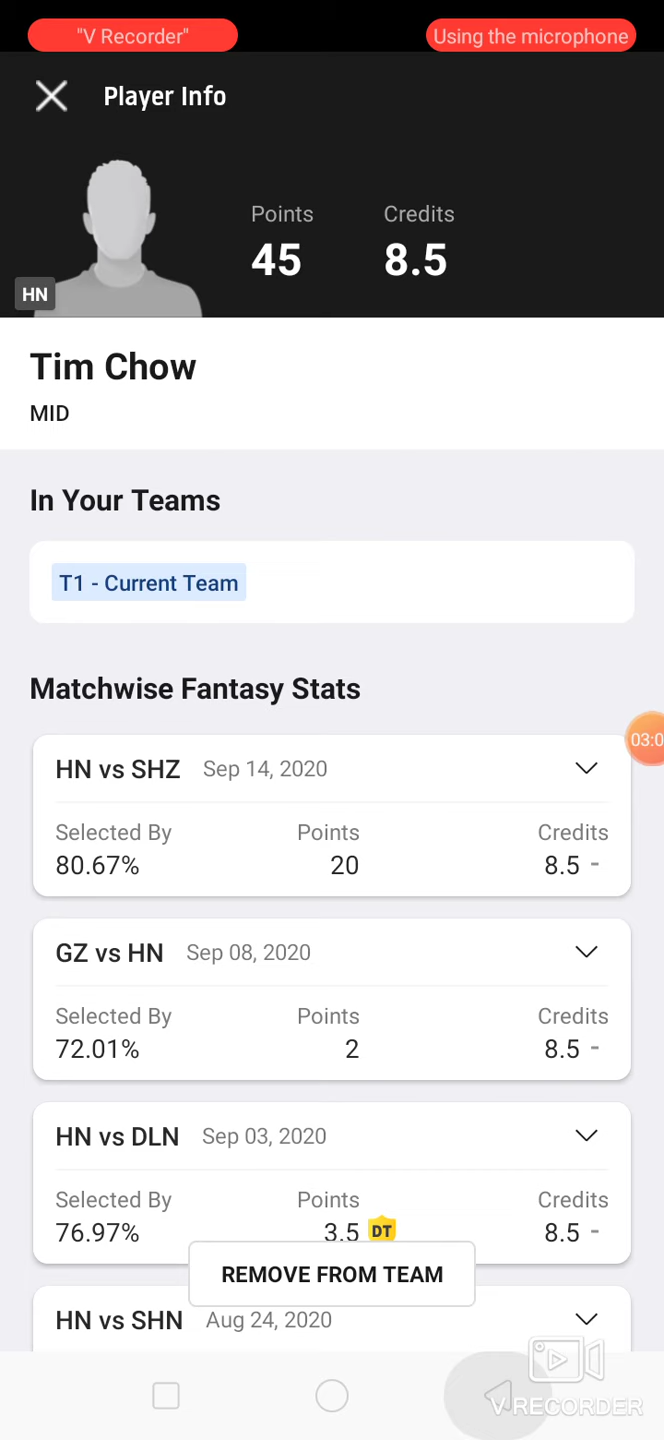 "V Recorder"
Using the microphone
Player Info
Points
Credits
45
8.5
HN
Tim Chow
MID
In Your Teams
T1 - Current Team
Matchwise Fantasy Stats
HN vs SHZ Sep 14, 2020
03:0
Selected By Points Credits
80.67% 20 8.5 -
GZ vs HN Sep 08, 2020
Selected By Points Credits
72.01% 2 8.5 -
HN vs DLN Sep 03, 2020
Selected By Points Credits
76.97% 3.5 DT 8.5 -
REMOVE FROM TEAM
HN vs SHN Aug 24, 2020
V RECORDER